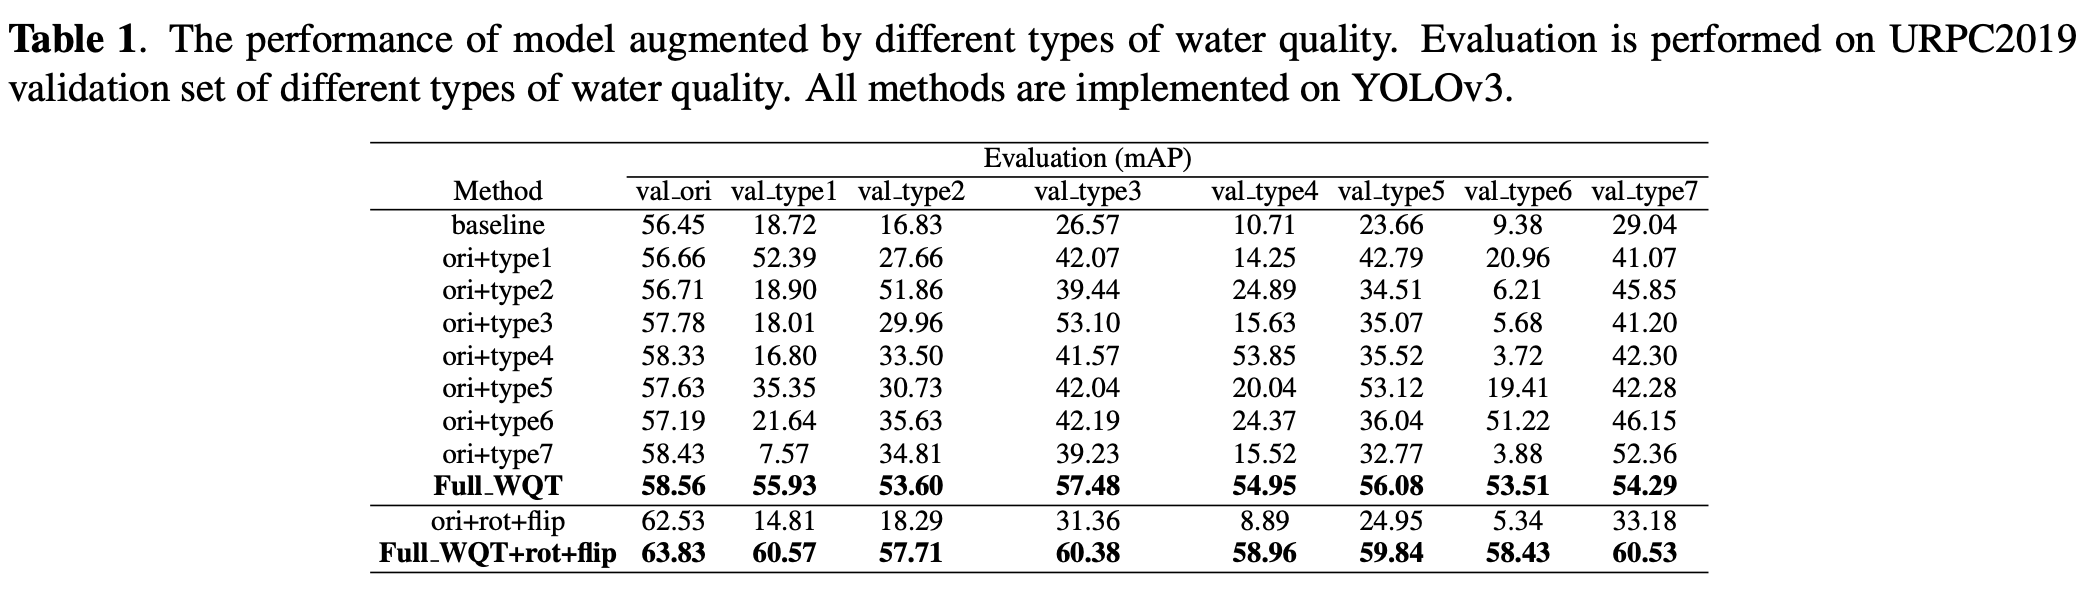 Table 1. The performance of model augmented by different types of water quality. Evaluation is performed on URPC2019
validation set of different types of water quality. All methods are implemented on YOLOv3.
Evaluation (mAP)
Method val_ori val_type1 val_type2 val_type3 val_type4 val_type5 val_type6 val_type7
baseline 56.45 18.72 16.83 26.57 10.71 23.66 9.38 29.04
ori+type1 56.66 52.39 27.66 42.07 14.25 42.79 20.96 41.07
ori+type2 56.71 18.90 51.86 39.44 24.89 34.51 6.21 45.85
ori+type3 57.78 18.01 29.96 53.10 15.63 35.07 5.68 41.20
ori+type4 58.33 16.80 33.50 41.57 53.85 35.52 3.72 42.30
ori+type5 57.63 35.35 30.73 42.04 20.04 53.12 19.41 42.28
ori+type6 57.19 21.64 35.63 42.19 24.37 36.04 51.22 46.15
ori+type7 58.43 7.57 34.81 39.23 15.52 32.77 3.88 52.36
Full_WQT 58.56 55.93 53.60 57.48 54.95 56.08 53.51 54.29
ori+rot+flip 62.53 14.81 18.29 31.36 8.89 24.95 5.34 33.18
Full_WQT+rot+flip 63.83 60.57 57.71 60.38 58.96 59.84 58.43 60.53